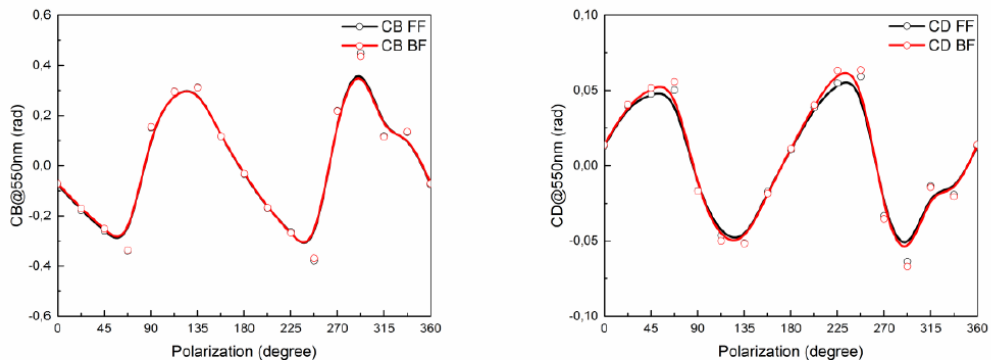 0,6
0,4
0,2
0,0
-0,2
-0,4
-0,6
CB@550nm (rad)
CB FF
CB BF
0 45 90 135 180 225 270 315 360
Polarization (degree)
0,10
0,05
0,00
-0,05
-0,10
CD@550nm (rad)
CD FF
CD BF
0 45 90 135 180 225 270 315 360
Polarization (degree)